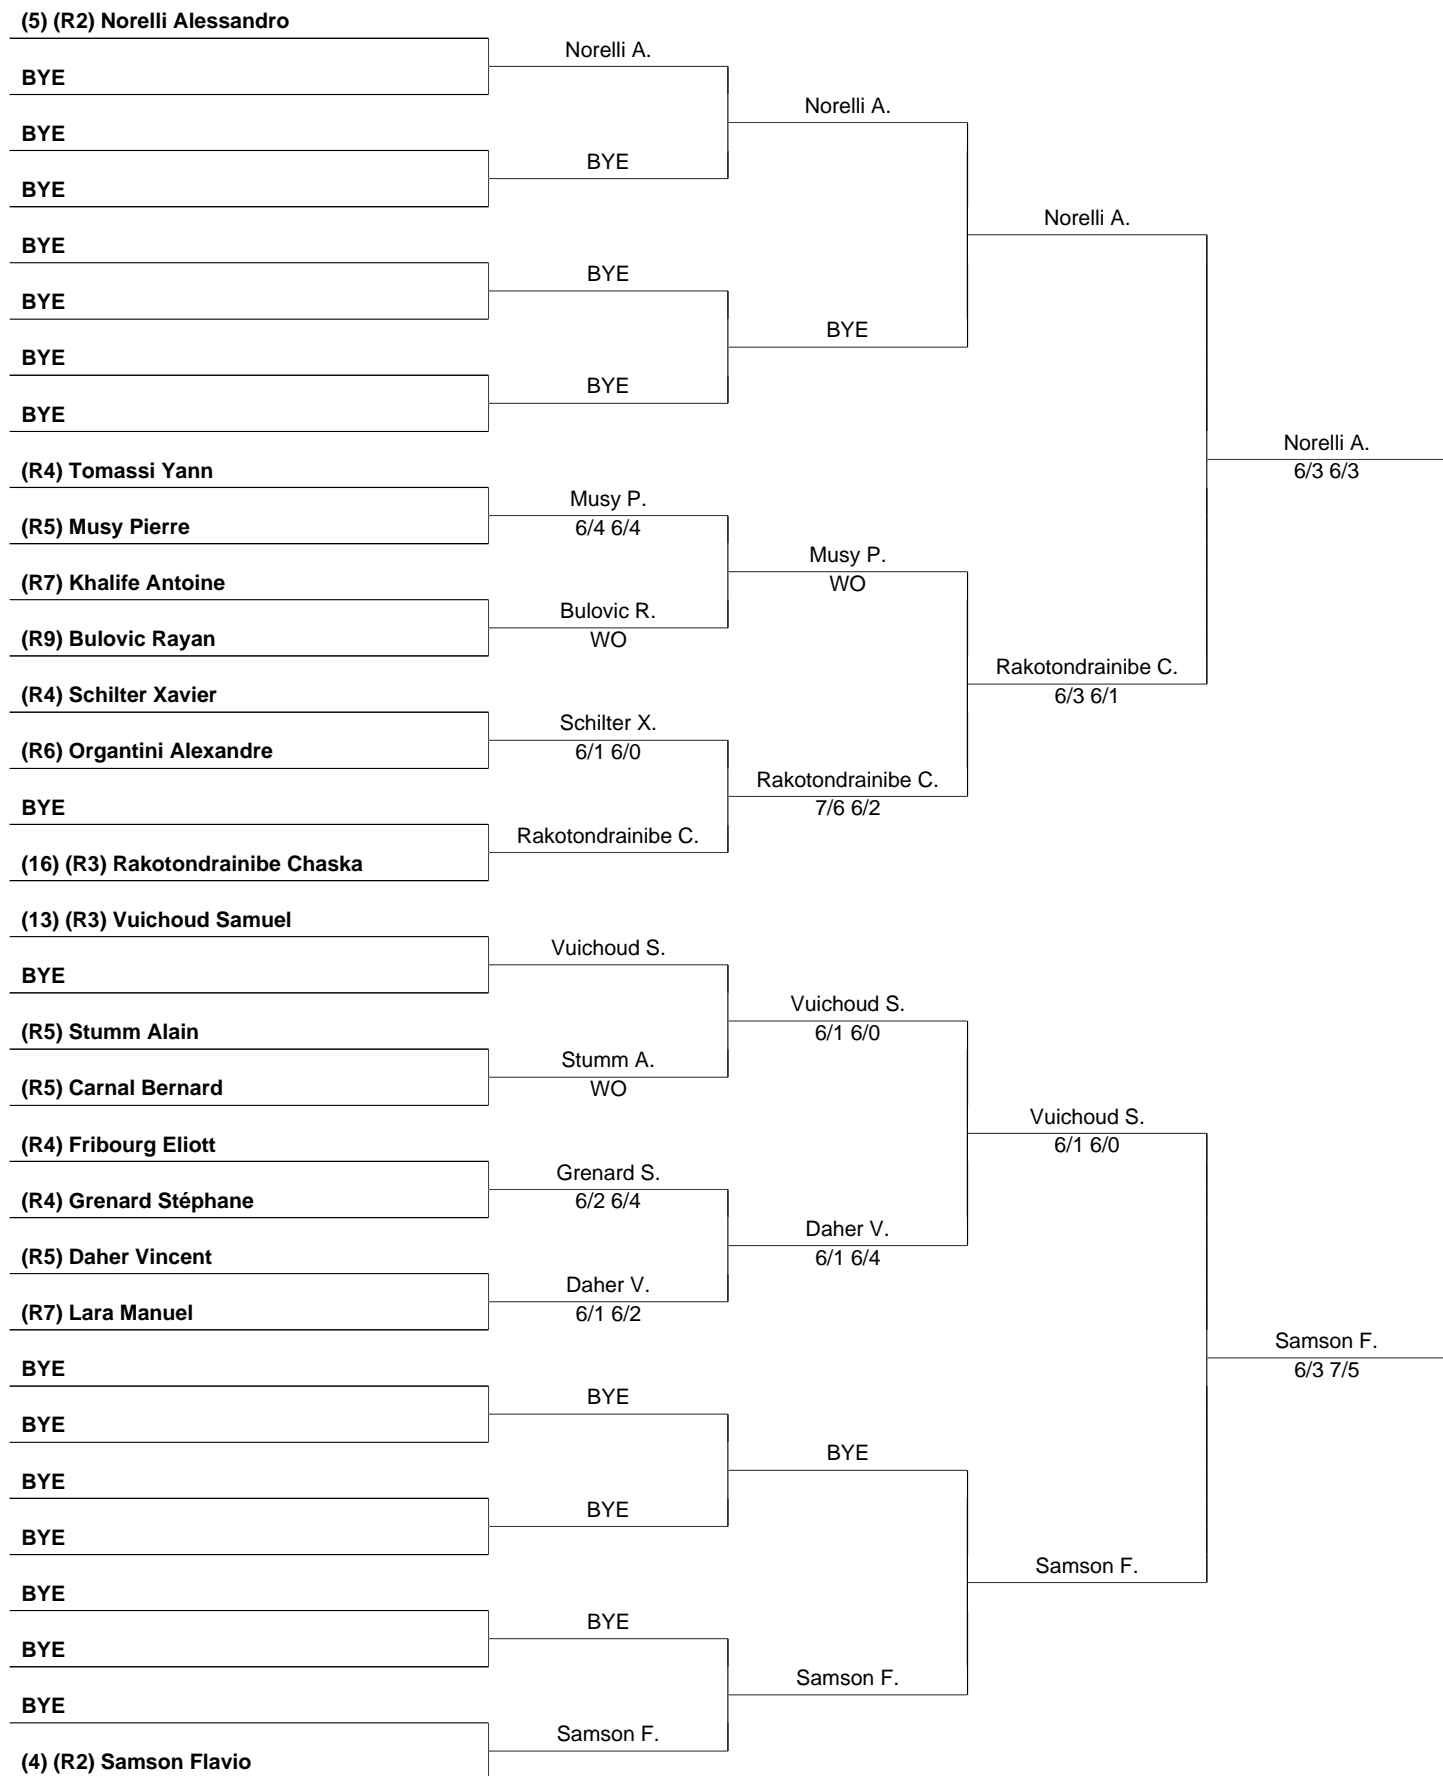 (5) (R2) Norelli Alessandro
Norelli A.
BYE
Norelli A.
BYE
BYE
BYE
Norelli A.
BYE
BYE
BYE
BYE
BYE
BYE
BYE
Norelli A.
6/3 6/3
(R4) Tomassi Yann
Musy P.
6/4 6/4
(R5) Musy Pierre
Musy P.
WO
(R7) Khalife Antoine
Bulovic R.
WO
(R9) Bulovic Rayan
Rakotondrainibe C.
6/3 6/1
(R4) Schilter Xavier
Schilter X.
6/1 6/0
(R6) Organtini Alexandre
Rakotondrainibe C.
7/6 6/2
BYE
Rakotondrainibe C.
(16) (R3) Rakotondrainibe Chaska
(13) (R3) Vuichoud Samuel
Vuichoud S.
BYE
Vuichoud S.
6/1 6/0
(R5) Stumm Alain
Stumm A.
WO
(R5) Carnal Bernard
Vuichoud S.
6/1 6/0
(R4) Fribourg Eliott
Grenard S.
6/2 6/4
(R4) Grenard Stéphane
Daher V.
6/1 6/4
(R5) Daher Vincent
Daher V.
6/1 6/2
(R7) Lara Manuel
Samson F.
6/3 7/5
BYE
BYE
BYE
BYE
BYE
BYE
BYE
Samson F.
BYE
BYE
BYE
Samson F.
BYE
Samson F.
(4) (R2) Samson Flavio